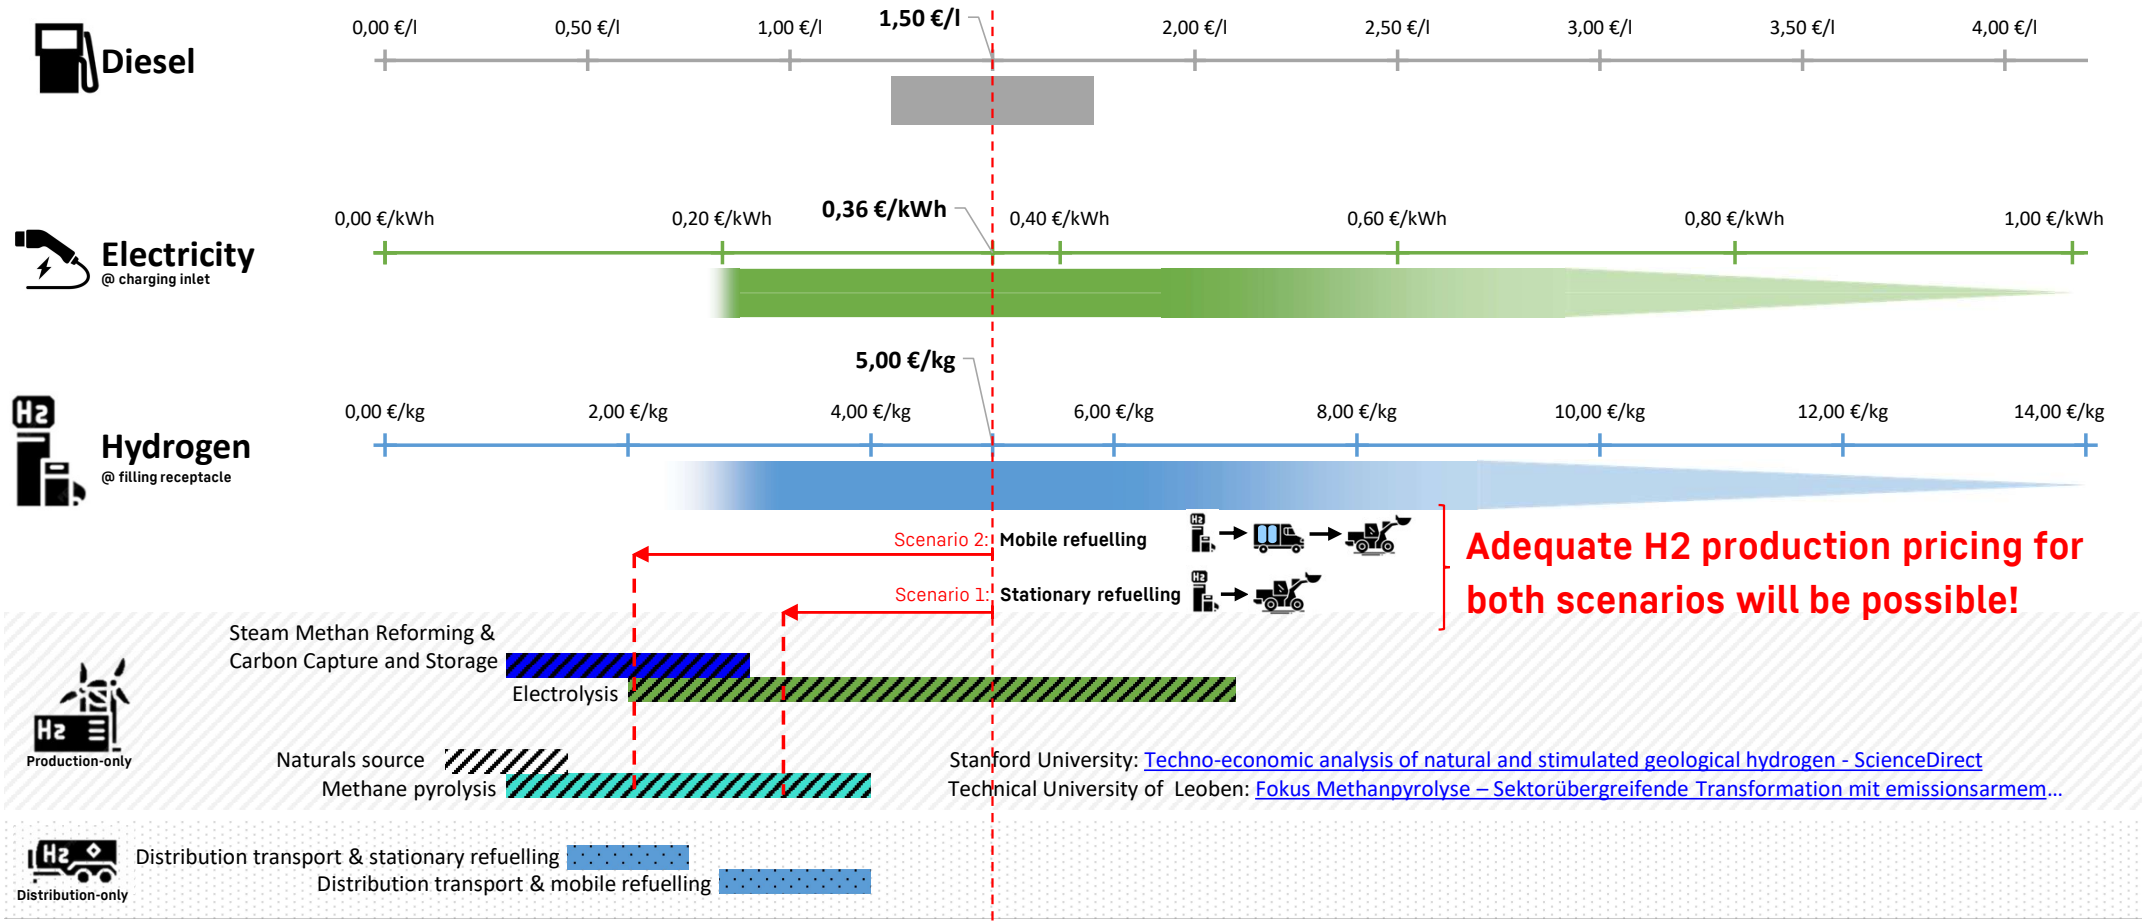 0,00 €/l
0,50 €/l
1,00 €/l
1,50 €/l
2,00 €/l
2,50 €/l
3,00 €/l
3,50 €/l
4,00 €/l
Diesel
0,00 €/kWh
0,20 €/kWh
0,36 €/kWh
0,40 €/kWh
0,60 €/kWh
0,80 €/kWh
1,00 €/kWh
Electricity
@ charging inlet
5,00 €/kg
0,00 €/kg
2,00 €/kg
4,00 €/kg
6,00 €/kg
8,00 €/kg
10,00 €/kg
12,00 €/kg
14,00 €/kg
H2
Hydrogen
@ filling receptacle
Scenario 2: Mobile refuelling
H2
Scenario 1: Stationary refuelling
H2
Adequate H2 production pricing for
both scenarios will be possible!
Steam Methan Reforming &
Carbon Capture and Storage
Electrolysis
H2
Production-only
Naturals source
Methane pyrolysis
Stanford University: Techno-economic analysis of natural and stimulated geological hydrogen - ScienceDirect
Technical University of Leoben: Fokus Methanpyrolyse – Sektorübergreifende Transformation mit emissionsarmem...
H2
Distribution-only
Distribution transport & stationary refuelling
Distribution transport & mobile refuelling